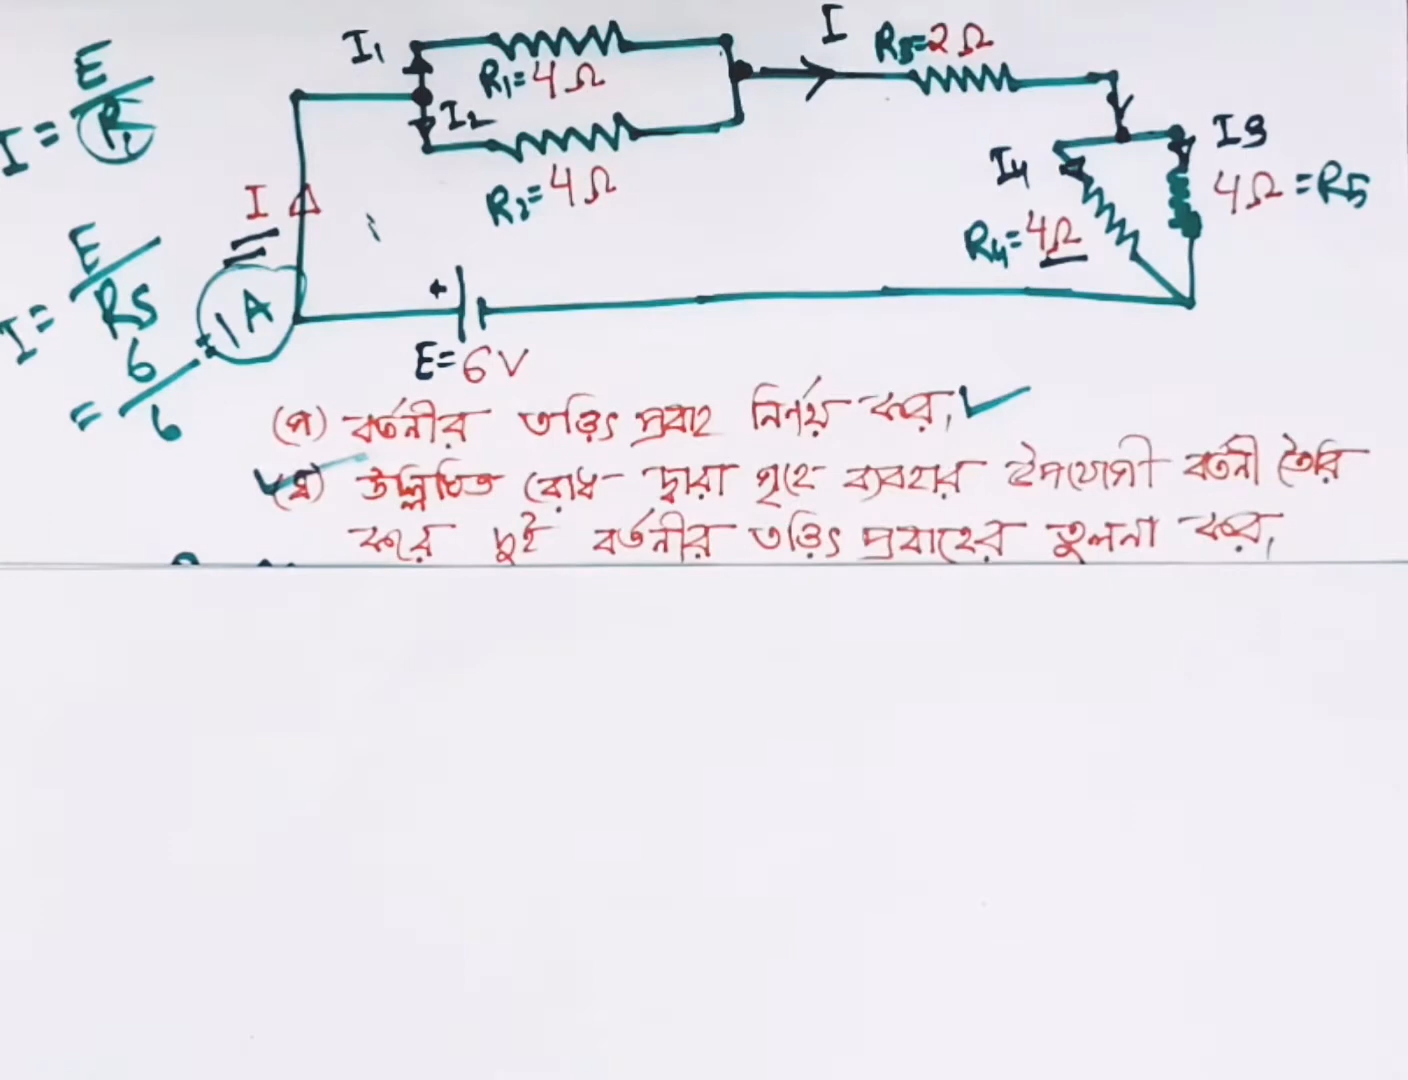 I = E/R₁
I₁
R₁=4Ω
I
R3=2Ω
I₂
R₂=4Ω
I3
4Ω=R5
I4
R4=4Ω
I
I = E/RS
= 6/6
= 1A
+
E=6V
(গ) বর্তনীর তড়িৎ প্রবাহ নির্ণয় কর।
(ঘ) উল্লিখিত রোধ দ্বারা গৃহে ব্যবহার উপযোগী বর্তনী তৈরি
করে দুই বর্তনীর তড়িৎ প্রবাহের তুলনা কর।